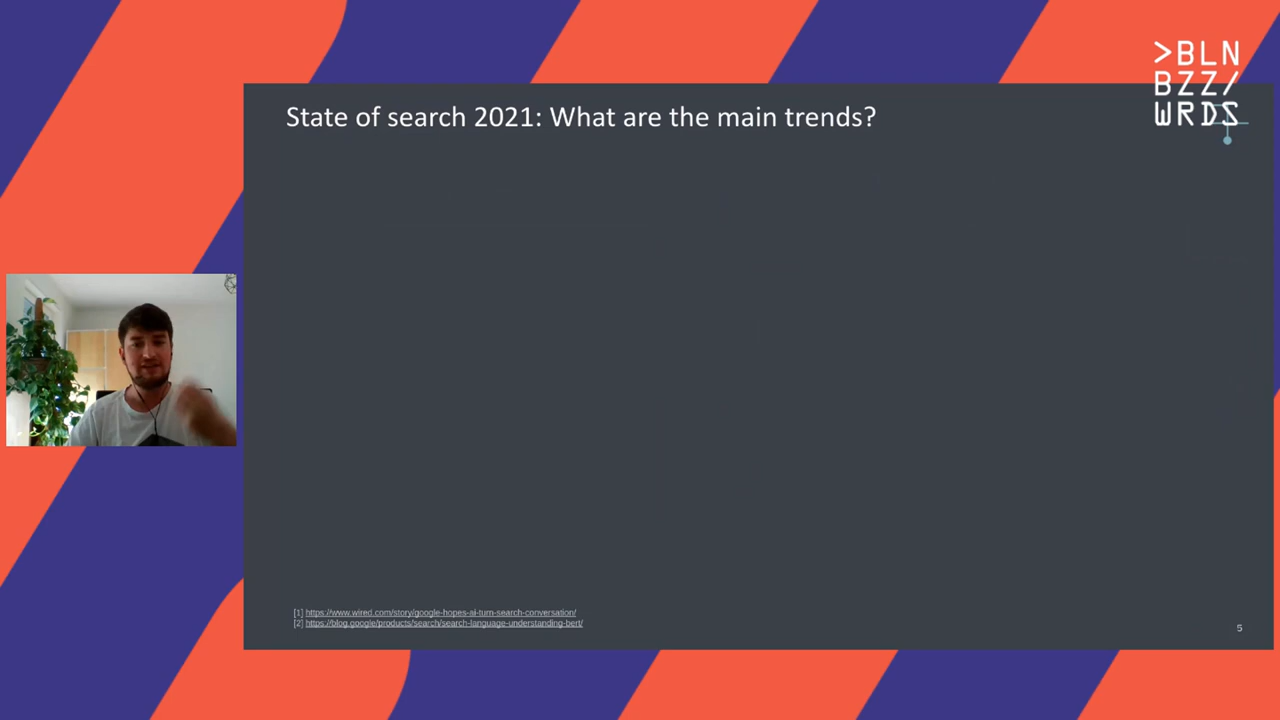 >BLN
BZZ/
WRDS
State of search 2021: What are the main trends?
[1] https://www.wired.com/story/google-hopes-ai-turn-search-conversation/
[2] https://blog.google/products/search/search-language-understanding-bert/
5